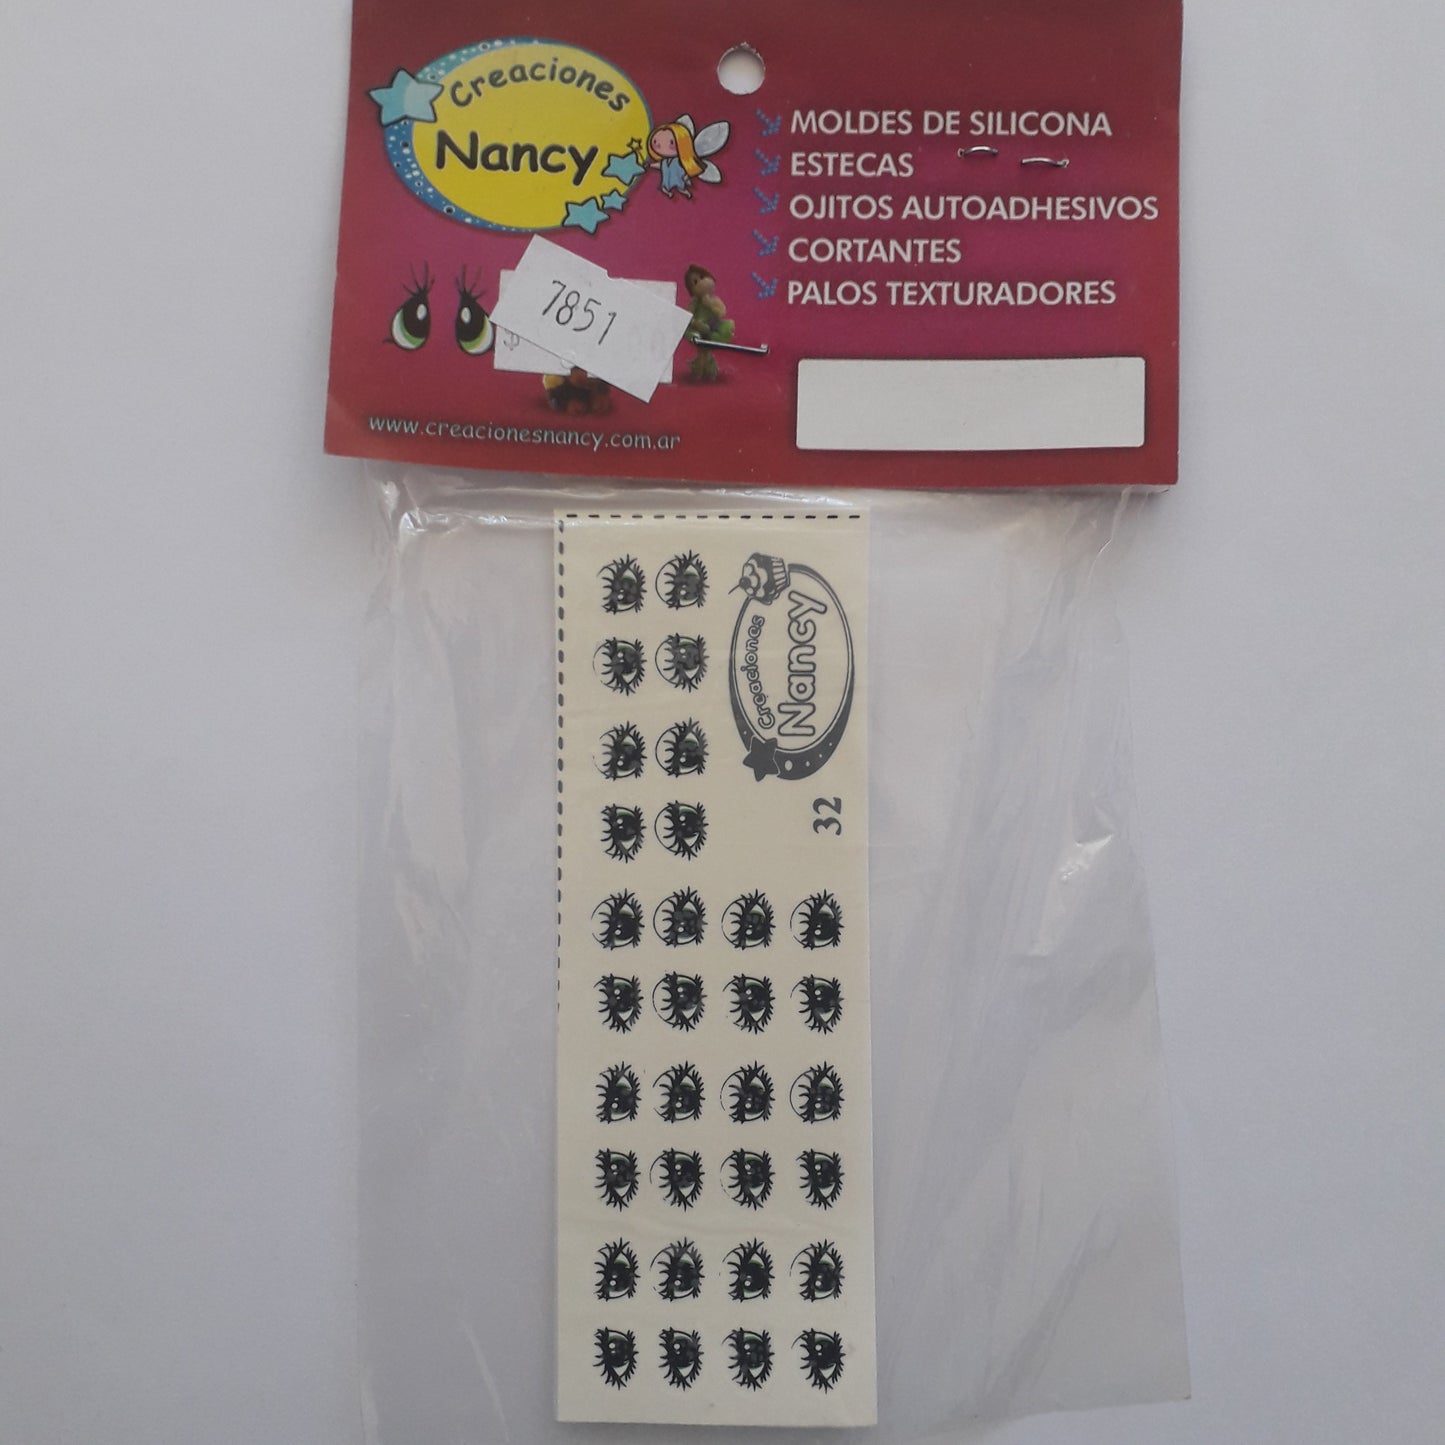 Creaciones
Nancy
MOLDES DE SILICONA
ESTECAS
OJITOS AUTOADHESIVOS
CORTANTES
PALOS TEXTURADORES
7851
$
www.creacionesnancy.com.ar
Creaciones
Nancy
32